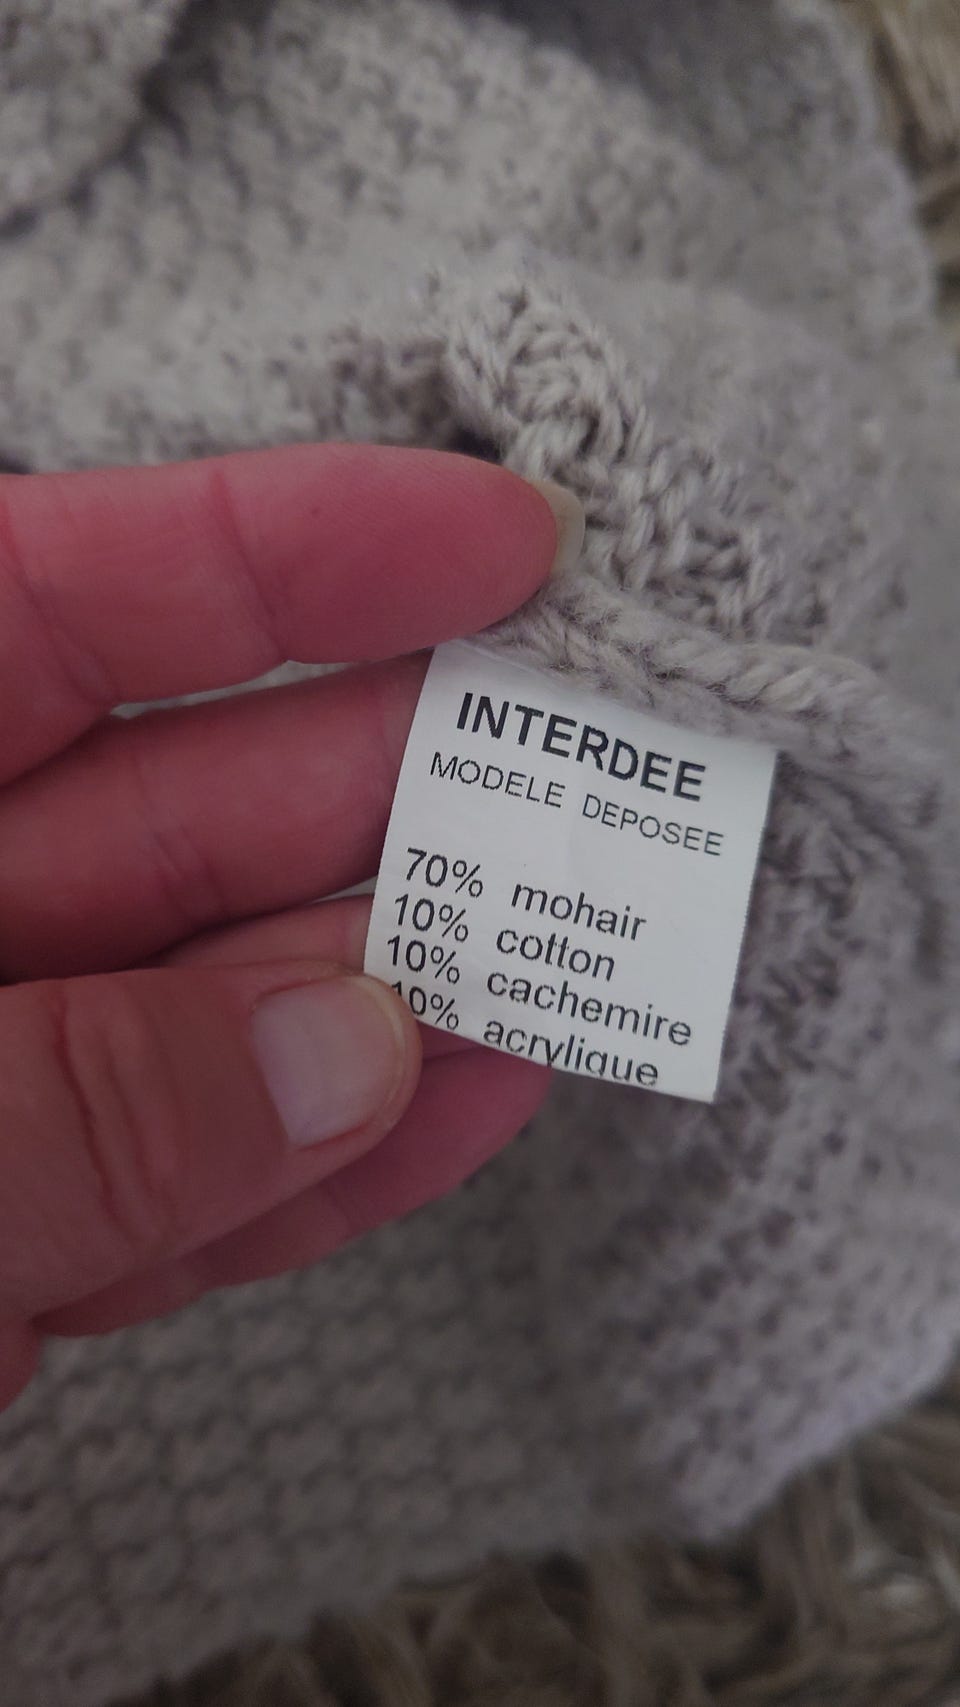 INTERDEE
MODELE DEPOSEE
70% mohair
10% cotton
10% cachemire
10% acrylique